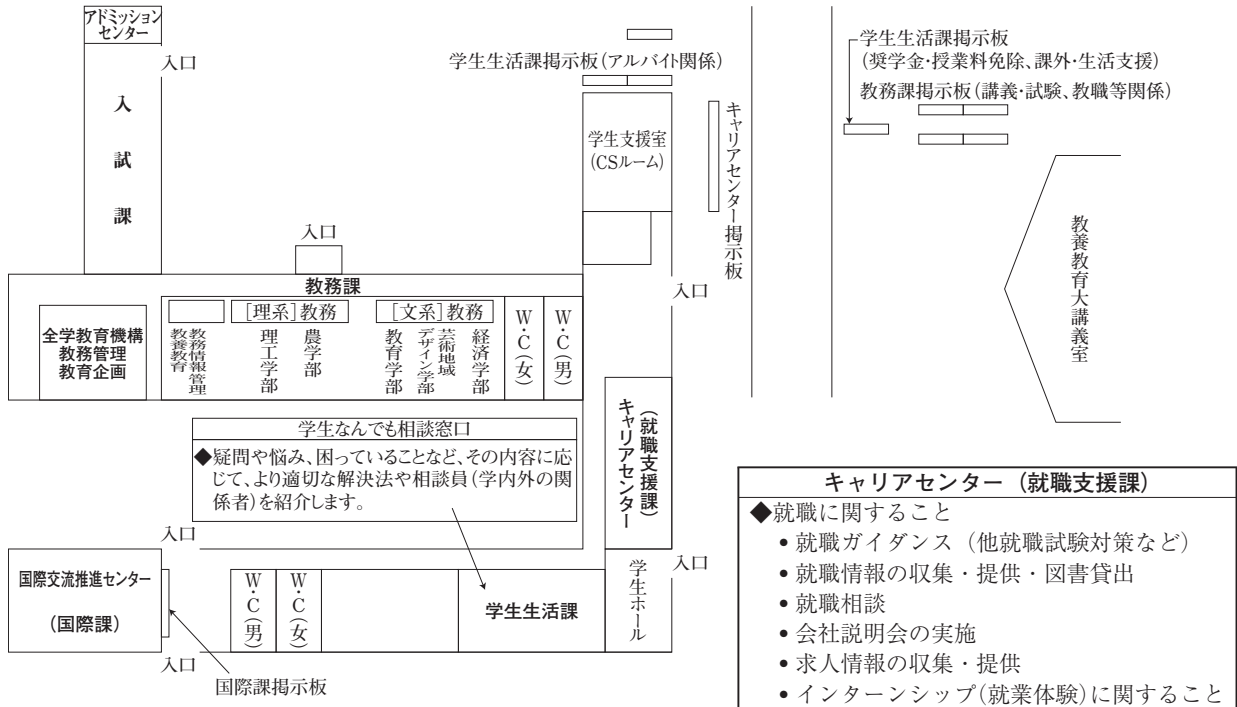 アドミッション
センター
入口
入試課
学生生活課掲示板(アルバイト関係)
学生生活課掲示板
(奨学金・授業料免除、課外・生活支援)
教務課掲示板(講義・試験、教職等関係)
学生支援室
(CSルーム)
キャリアセンター掲示板
教養教育大講義室
入口
入口
教務課
全学教育機構
教務管理
教育企画
教務情報管理
教養教育
[理系]教務
理工学部
農学部
[文系]教務
教育学部
芸術地域
デザイン学部
経済学部
W・C(女)
W・C(男)
(就職支援課)
キャリアセンター
学生なんでも相談窓口
◆疑問や悩み、困っていることなど、その内容に応
じて、より適切な解決法や相談員(学内外の関
係者)を紹介します。
入口
国際交流推進センター
(国際課)
入口
国際課掲示板
W・C(男)
W・C(女)
学生生活課
学生ホール
入口
キャリアセンター(就職支援課)
◆就職に関すること
•就職ガイダンス(他就職試験対策など)
•就職情報の収集・提供・図書貸出
•就職相談
•会社説明会の実施
•求人情報の収集・提供
•インターンシップ(就業体験)に関すること